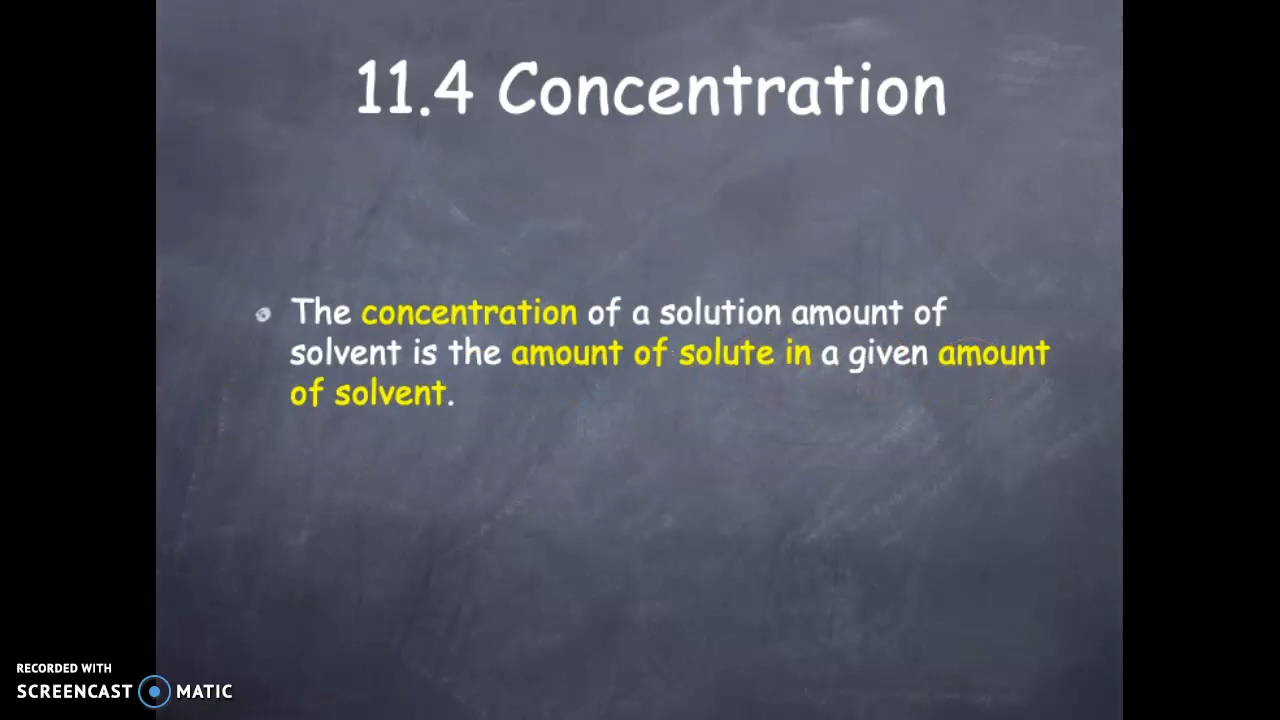 11.4 Concentration
The concentration of a solution amount of
solvent is the amount of solute in a given amount
of solvent.
RECORDED WITH
SCREENCAST MATIC